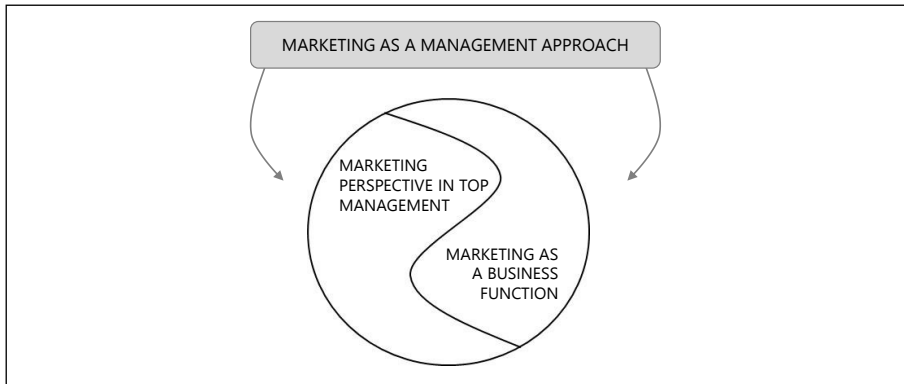 MARKETING AS A MANAGEMENT APPROACH
MARKETING
PERSPECTIVE IN TOP
MANAGEMENT
MARKETING AS
A BUSINESS
FUNCTION